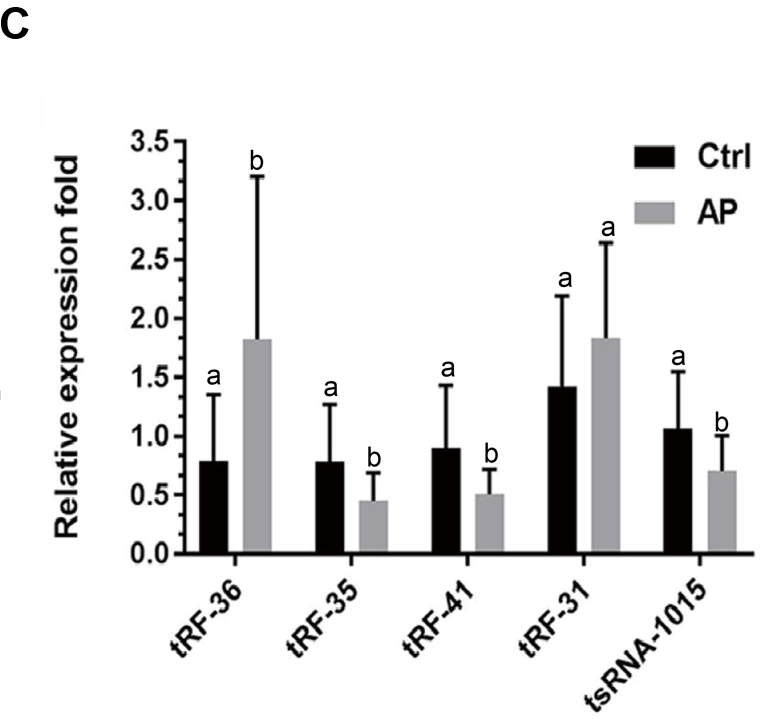 C
Relative expression fold
3.5
3.0
2.5
2.0
1.5
1.0
0.5
0.0
Ctrl
AP
a b
a b
a b
a a
a b
tRF-36
tRF-35
tRF-41
tRF-31
tsRNA-1015